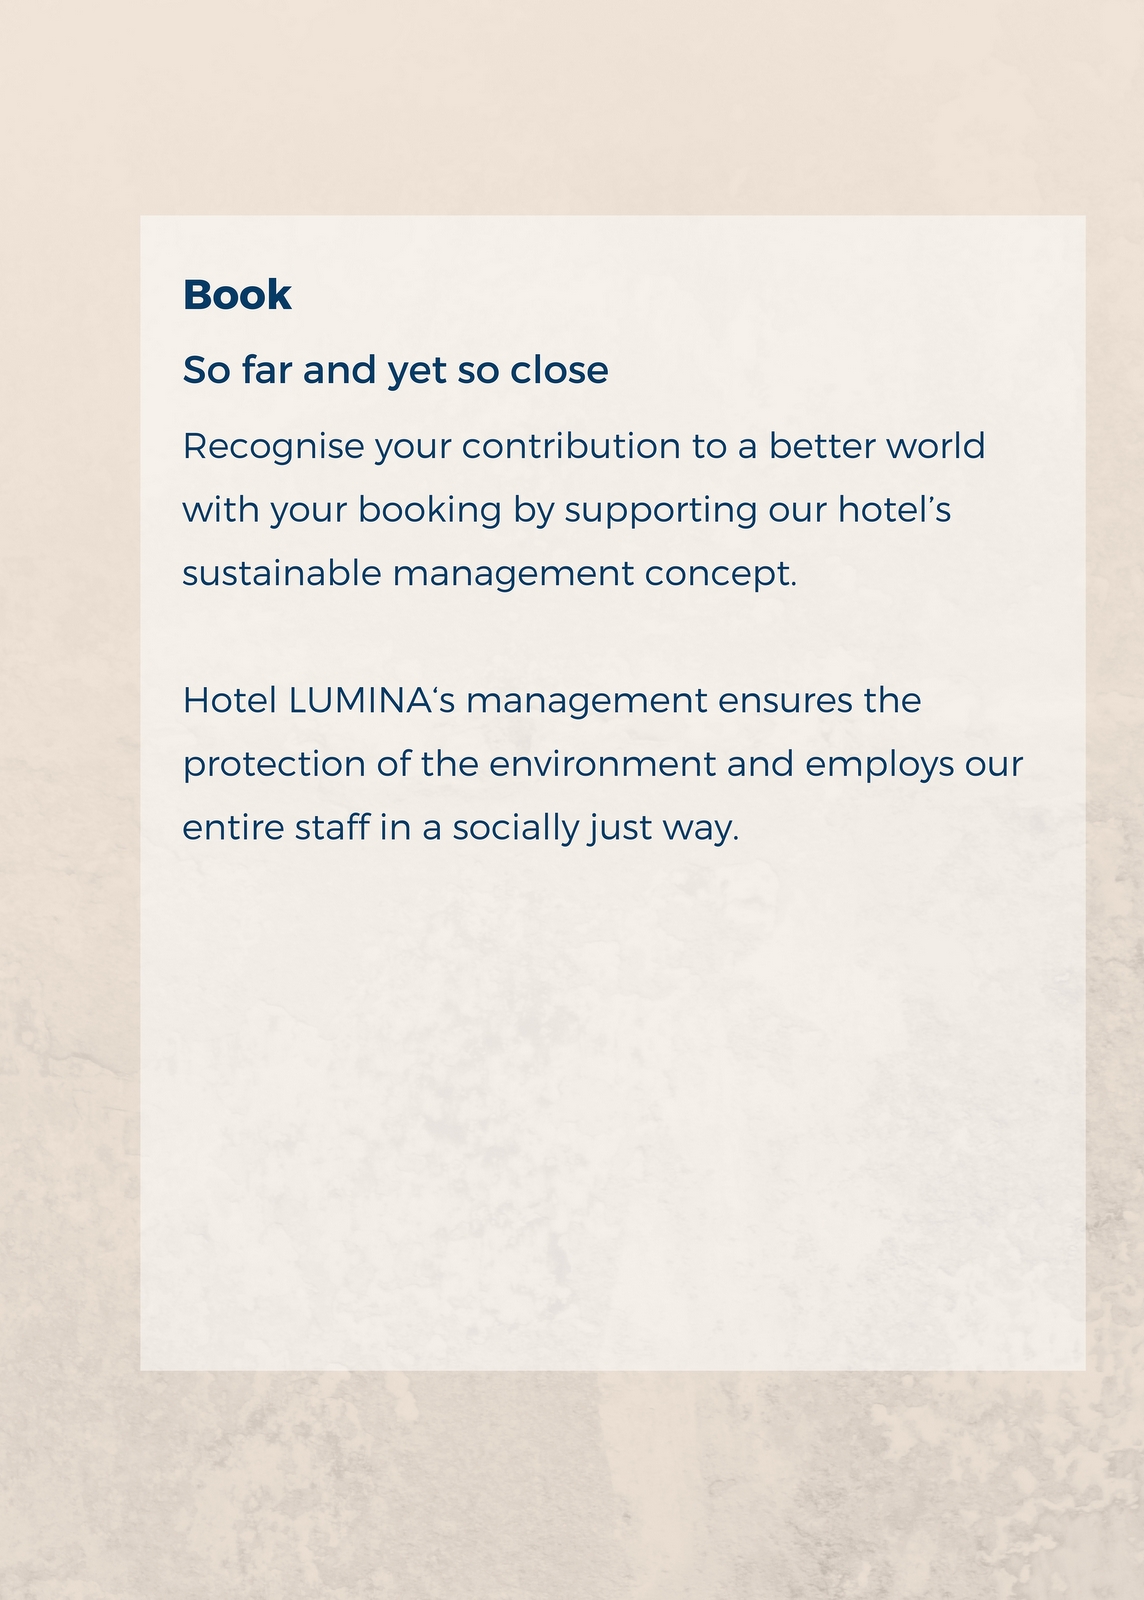 Book
So far and yet so close
Recognise your contribution to a better world
with your booking by supporting our hotel’s
sustainable management concept.
Hotel LUMINA‘s management ensures the
protection of the environment and employs our
entire staff in a socially just way.